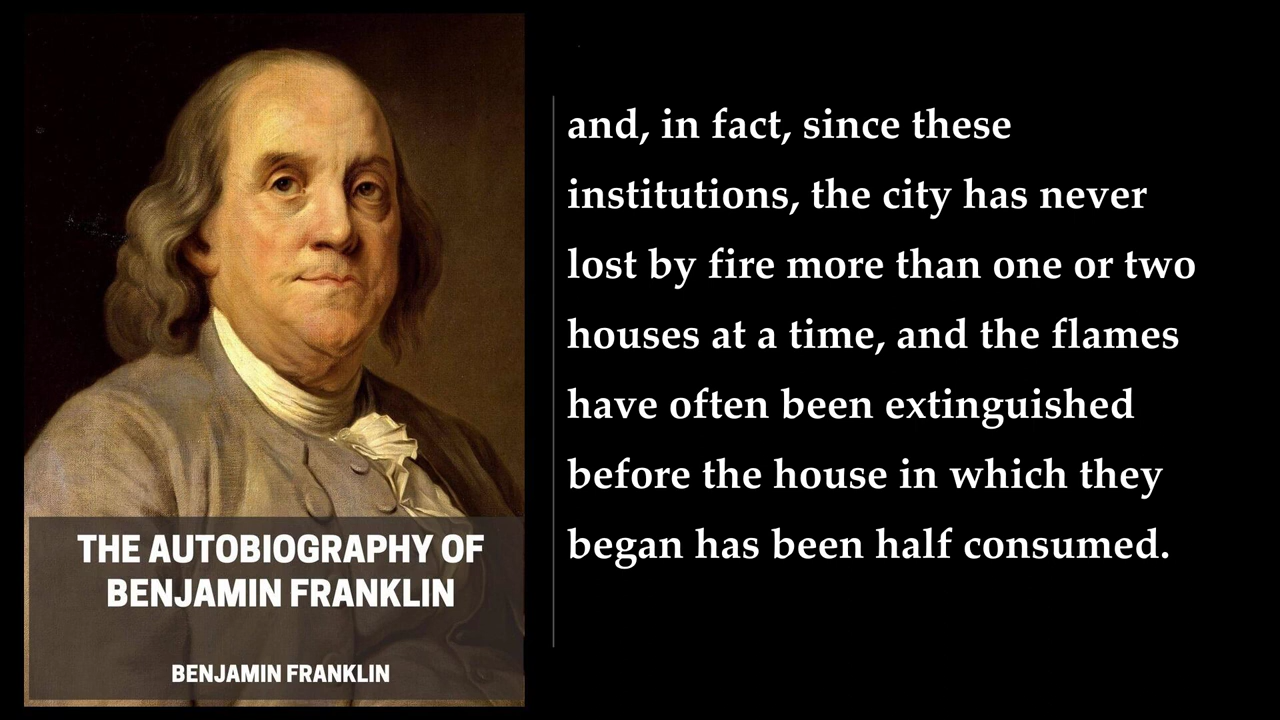 THE AUTOBIOGRAPHY OF
BENJAMIN FRANKLIN
BENJAMIN FRANKLIN
and, in fact, since these
institutions, the city has never
lost by fire more than one or two
houses at a time, and the flames
have often been extinguished
before the house in which they
began has been half consumed.